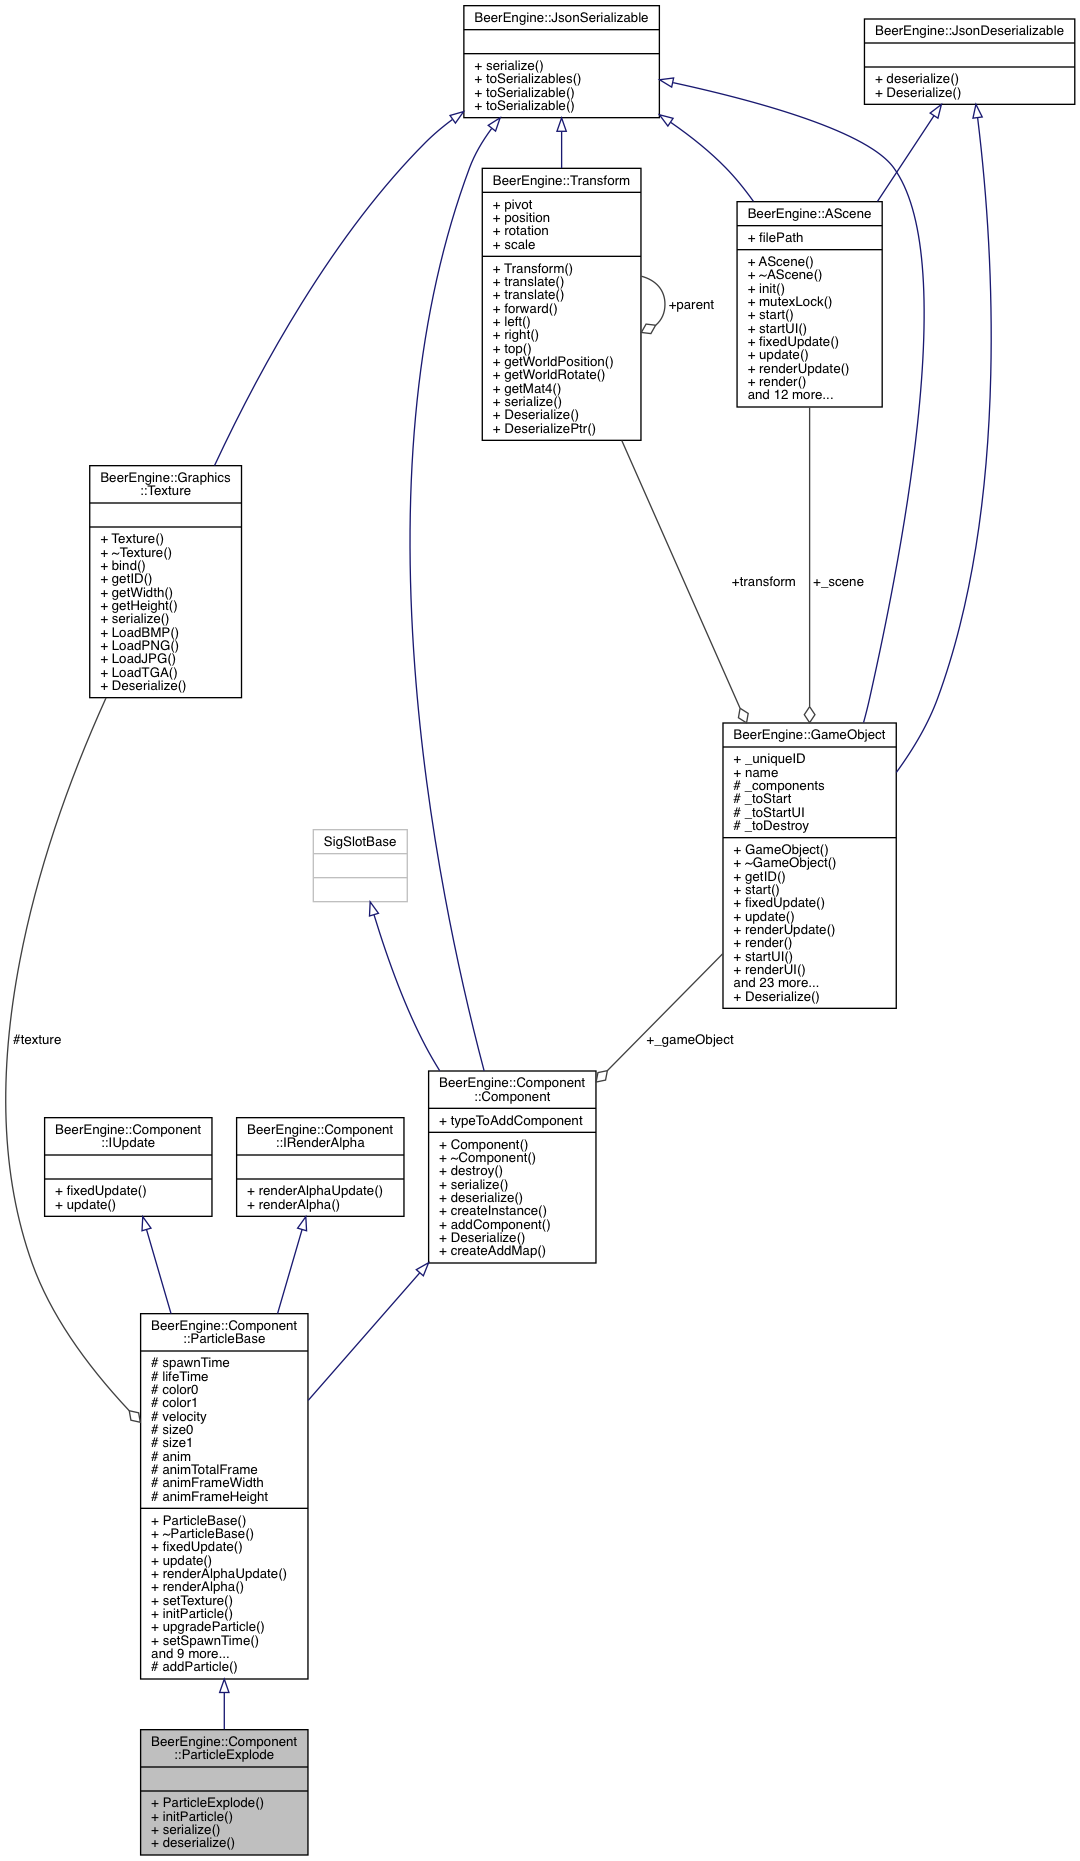 BeerEngine::JsonSerializable
+ serialize()
+ toSerializables()
+ toSerializable()
+ toSerializable()
BeerEngine::JsonDeserializable
+ deserialize()
+ Deserialize()
BeerEngine::Transform
+ pivot
+ position
+ rotation
+ scale
+ Transform()
+ translate()
+ translate()
+ forward()
+ left()
+ right()
+ top()
+ getWorldPosition()
+ getWorldRotate()
+ getMat4()
+ serialize()
+ Deserialize()
+ DeserializePtr()
+parent
BeerEngine::AScene
+ filePath
+ AScene()
+ ~AScene()
+ init()
+ mutexLock()
+ start()
+ startUI()
+ fixedUpdate()
+ update()
+ renderUpdate()
+ render()
and 12 more...
BeerEngine::Graphics
::Texture
+ Texture()
+ ~Texture()
+ bind()
+ getID()
+ getWidth()
+ getHeight()
+ serialize()
+ LoadBMP()
+ LoadPNG()
+ LoadJPG()
+ LoadTGA()
+ Deserialize()
+transform
+_scene
BeerEngine::GameObject
+ _uniqueID
+ name
# _components
# _toStart
# _toStartUI
# _toDestroy
+ GameObject()
+ ~GameObject()
+ getID()
+ start()
+ fixedUpdate()
+ update()
+ renderUpdate()
+ render()
+ startUI()
+ renderUI()
and 23 more...
+ Deserialize()
SigSlotBase
#texture
+_gameObject
BeerEngine::Component
::Component
+ typeToAddComponent
+ Component()
+ ~Component()
+ destroy()
+ serialize()
+ deserialize()
+ createInstance()
+ addComponent()
+ Deserialize()
+ createAddMap()
BeerEngine::Component
::IUpdate
+ fixedUpdate()
+ update()
BeerEngine::Component
::IRenderAlpha
+ renderAlphaUpdate()
+ renderAlpha()
BeerEngine::Component
::ParticleBase
# spawnTime
# lifeTime
# color0
# color1
# velocity
# size0
# size1
# anim
# animTotalFrame
# animFrameWidth
# animFrameHeight
+ ParticleBase()
+ ~ParticleBase()
+ fixedUpdate()
+ update()
+ renderAlphaUpdate()
+ renderAlpha()
+ setTexture()
+ initParticle()
+ upgradeParticle()
+ setSpawnTime()
and 9 more...
# addParticle()
BeerEngine::Component
::ParticleExplode
+ ParticleExplode()
+ initParticle()
+ serialize()
+ deserialize()